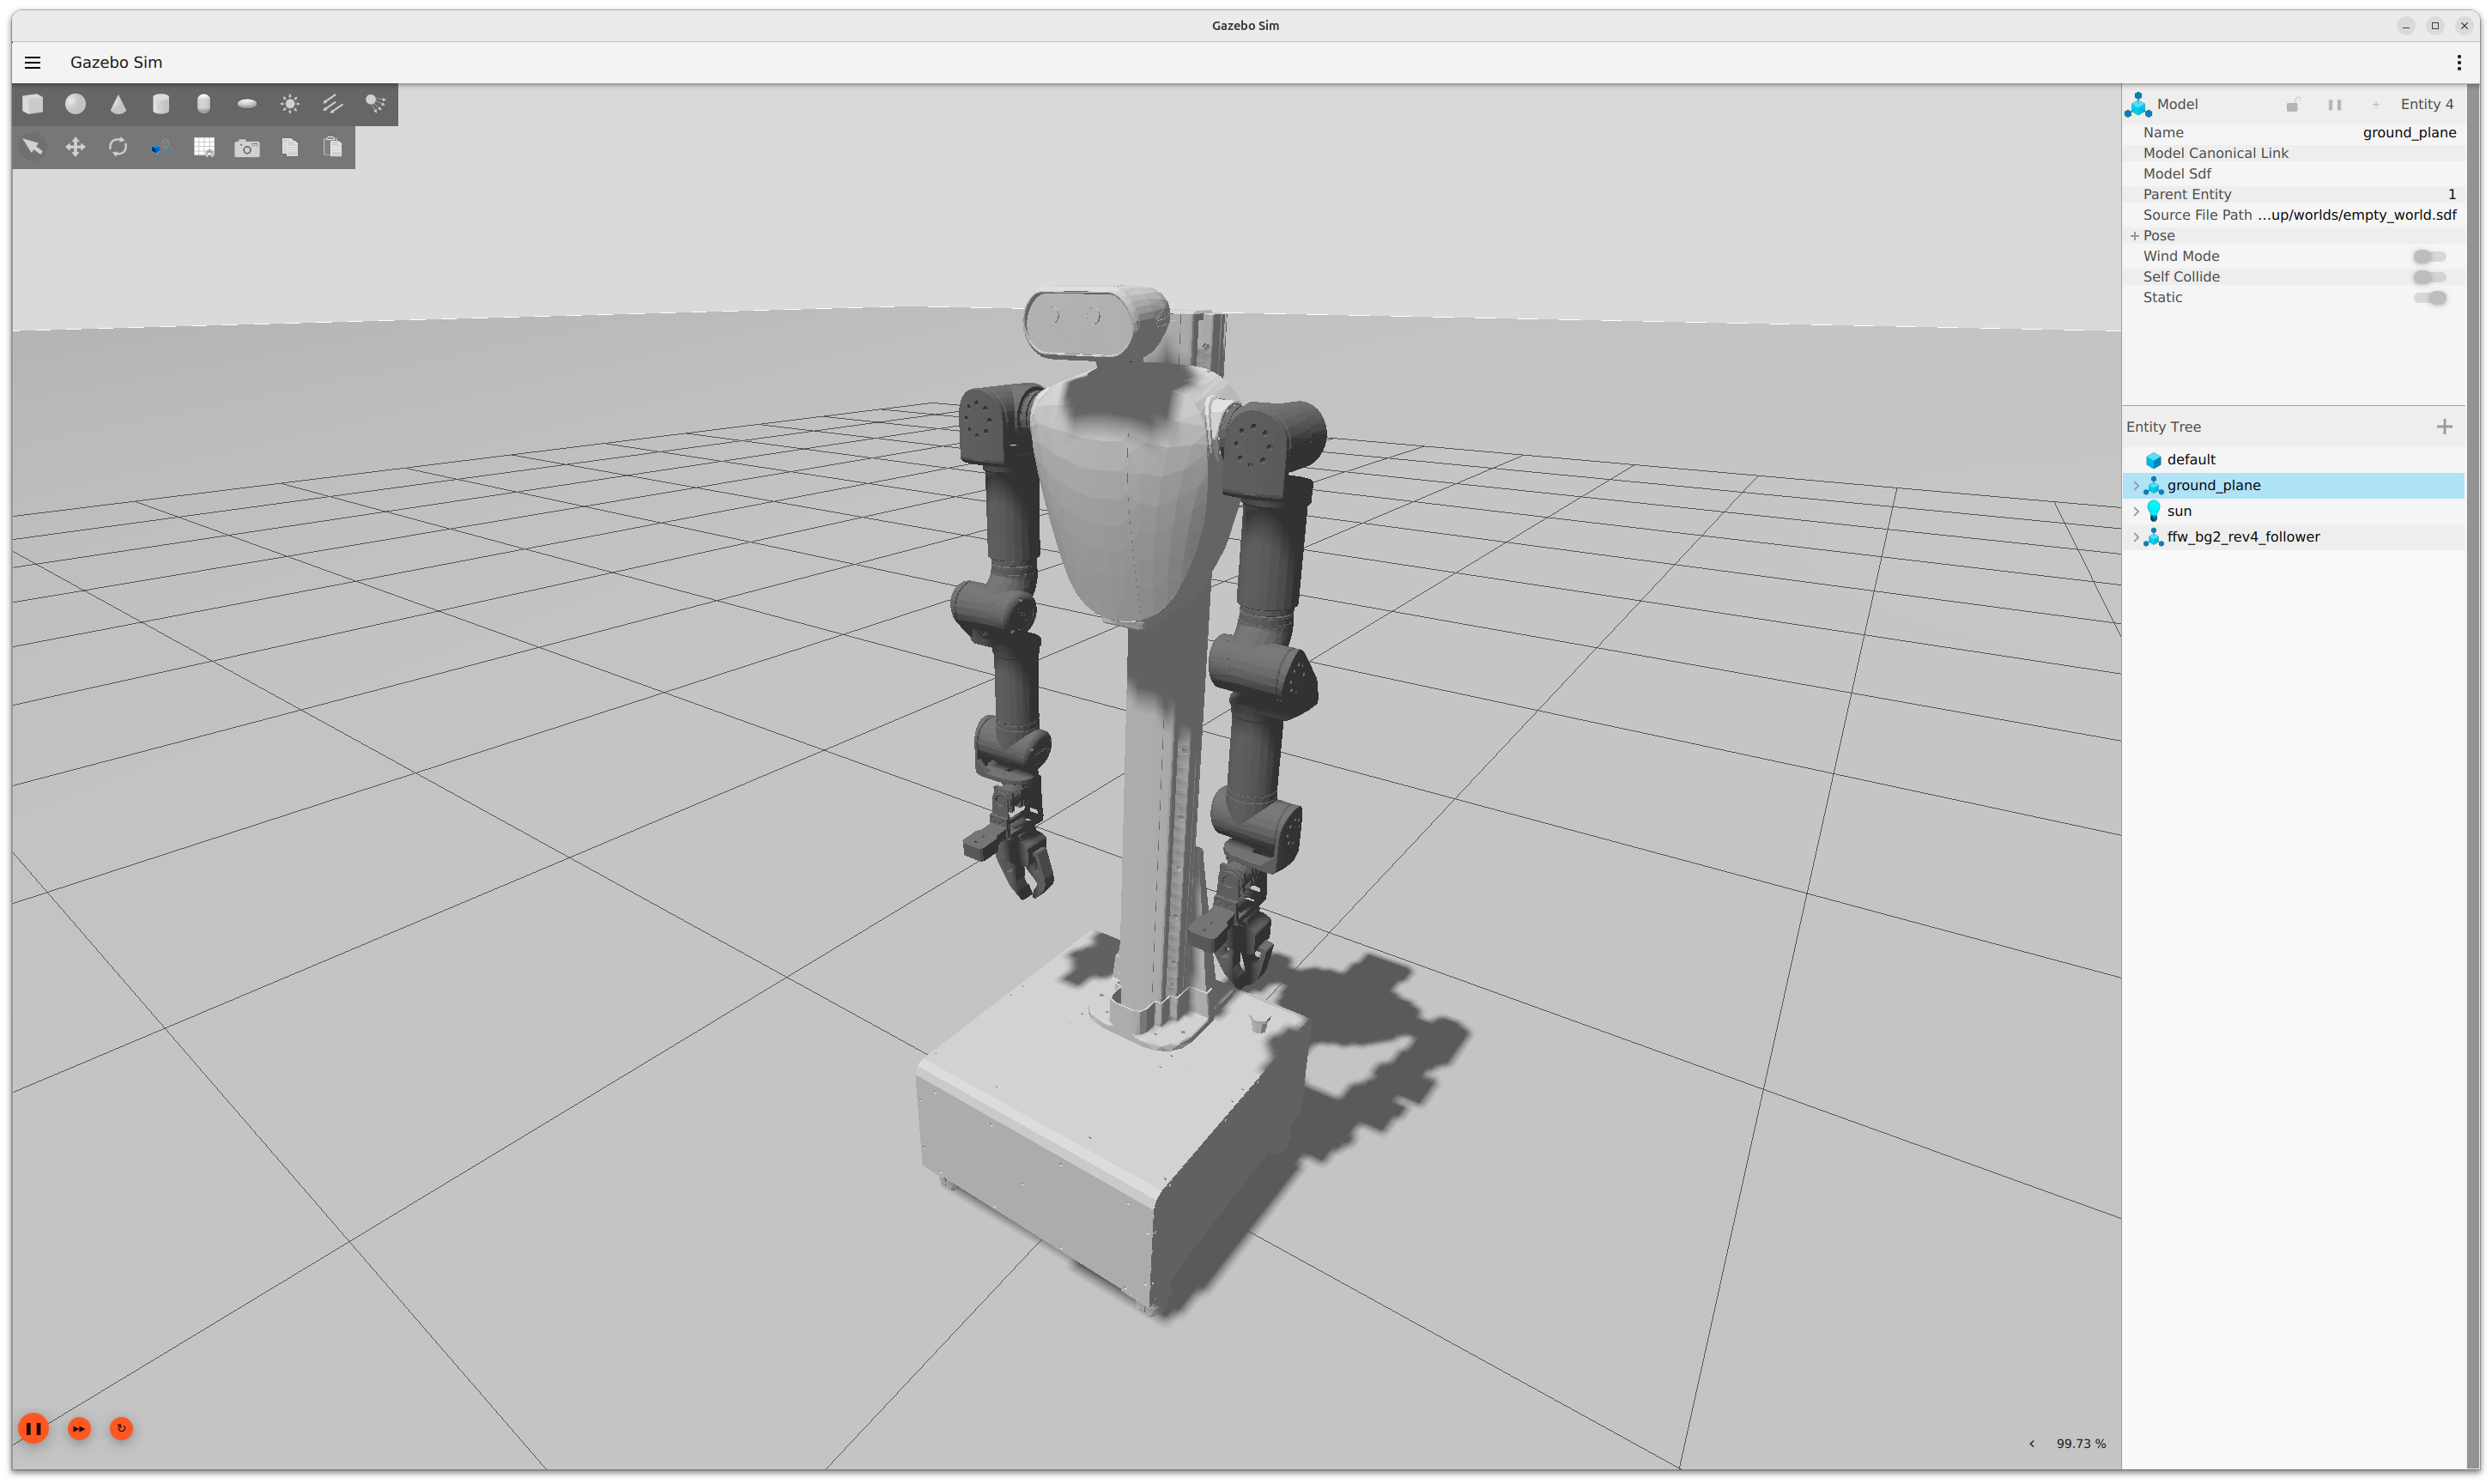 Gazebo Sim
Gazebo Sim
Model Entity 4
Name ground_plane
Model Canonical Link
Model Sdf
Parent Entity 1
Source File Path ...up/worlds/empty_world.sdf
Pose
Wind Mode
Self Collide
Static
Entity Tree
default
ground_plane
sun
ffw_bg2_rev4_follower
99.73 %